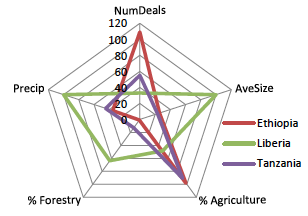 NumDeals
120
100
80
60
40
20
0
Precip
AveSize
Ethiopia
Liberia
Tanzania
% Forestry
% Agriculture